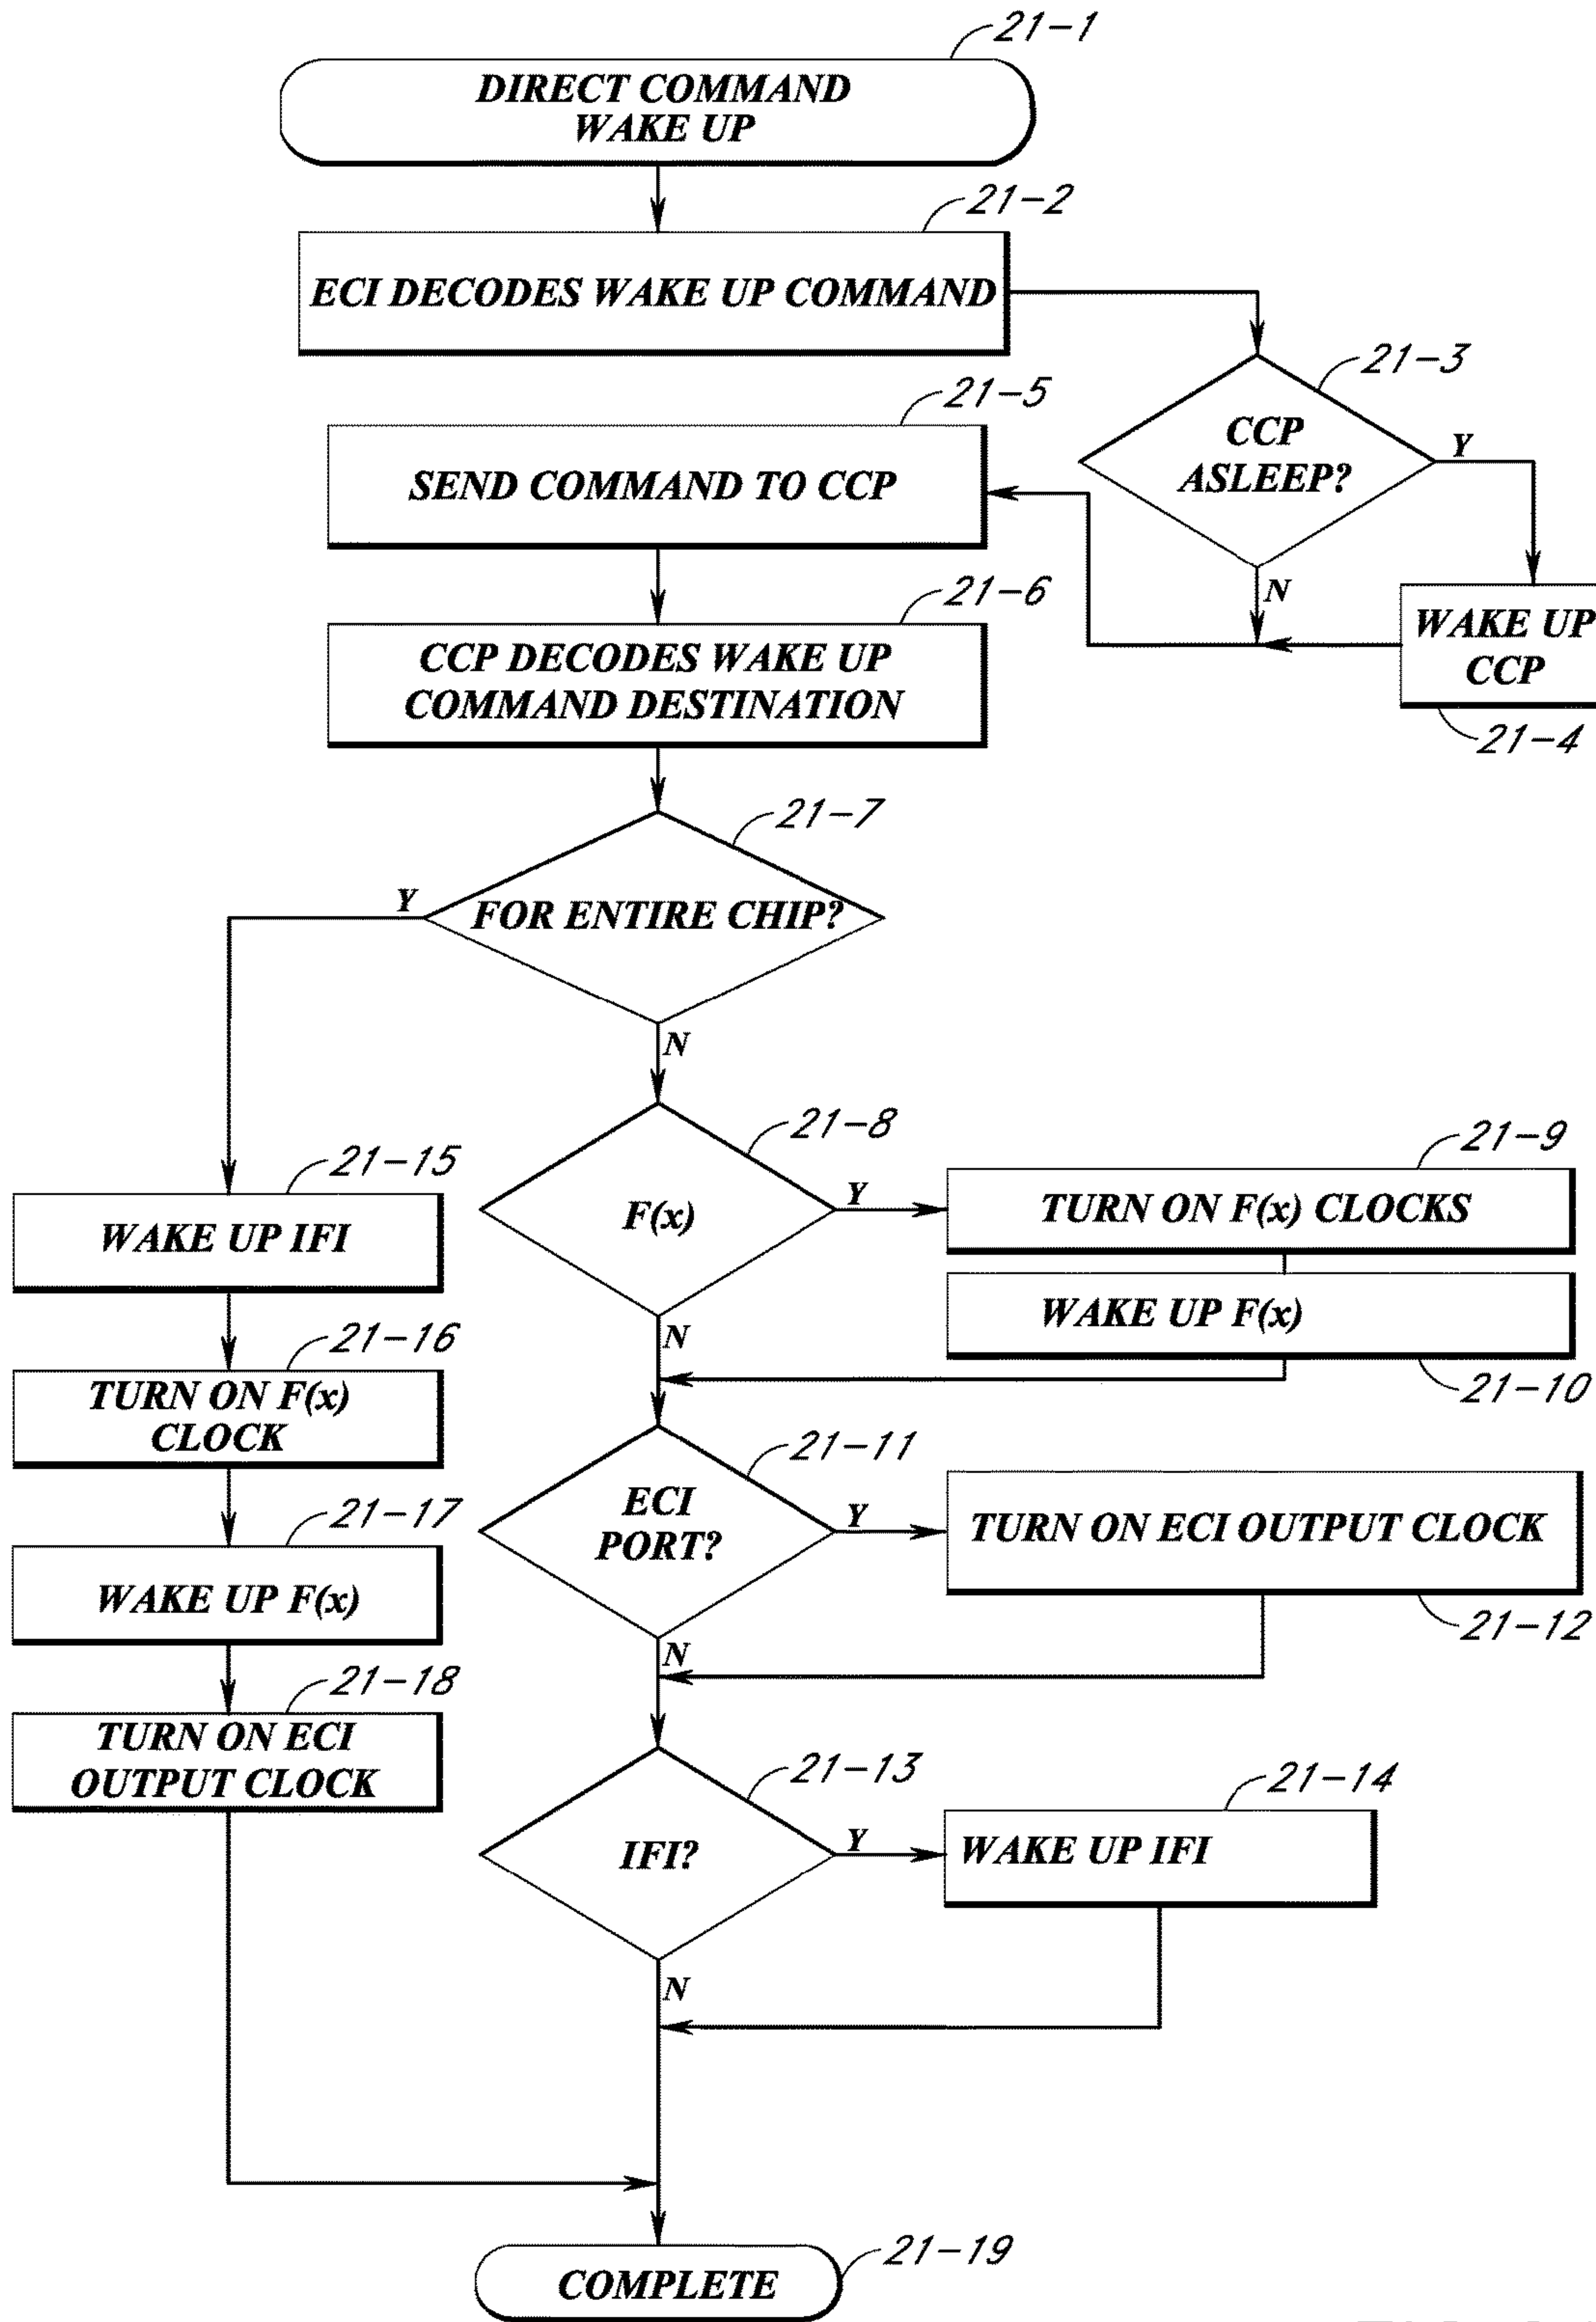 21-1
DIRECT COMMAND
WAKE UP
21-2
ECI DECODES WAKE UP COMMAND
21-3
CCP
ASLEEP?
Y
N
WAKE UP
CCP
21-4
21-5
SEND COMMAND TO CCP
21-6
CCP DECODES WAKE UP
COMMAND DESTINATION
21-7
FOR ENTIRE CHIP?
Y
N
21-8
F(x)
Y
N
21-9
TURN ON F(x) CLOCKS
WAKE UP F(x)
21-10
21-11
ECI
PORT?
Y
N
TURN ON ECI OUTPUT CLOCK
21-12
21-13
IFI?
Y
N
21-14
WAKE UP IFI
21-15
WAKE UP IFI
21-16
TURN ON F(x)
CLOCK
21-17
WAKE UP F(x)
21-18
TURN ON ECI
OUTPUT CLOCK
21-19
COMPLETE